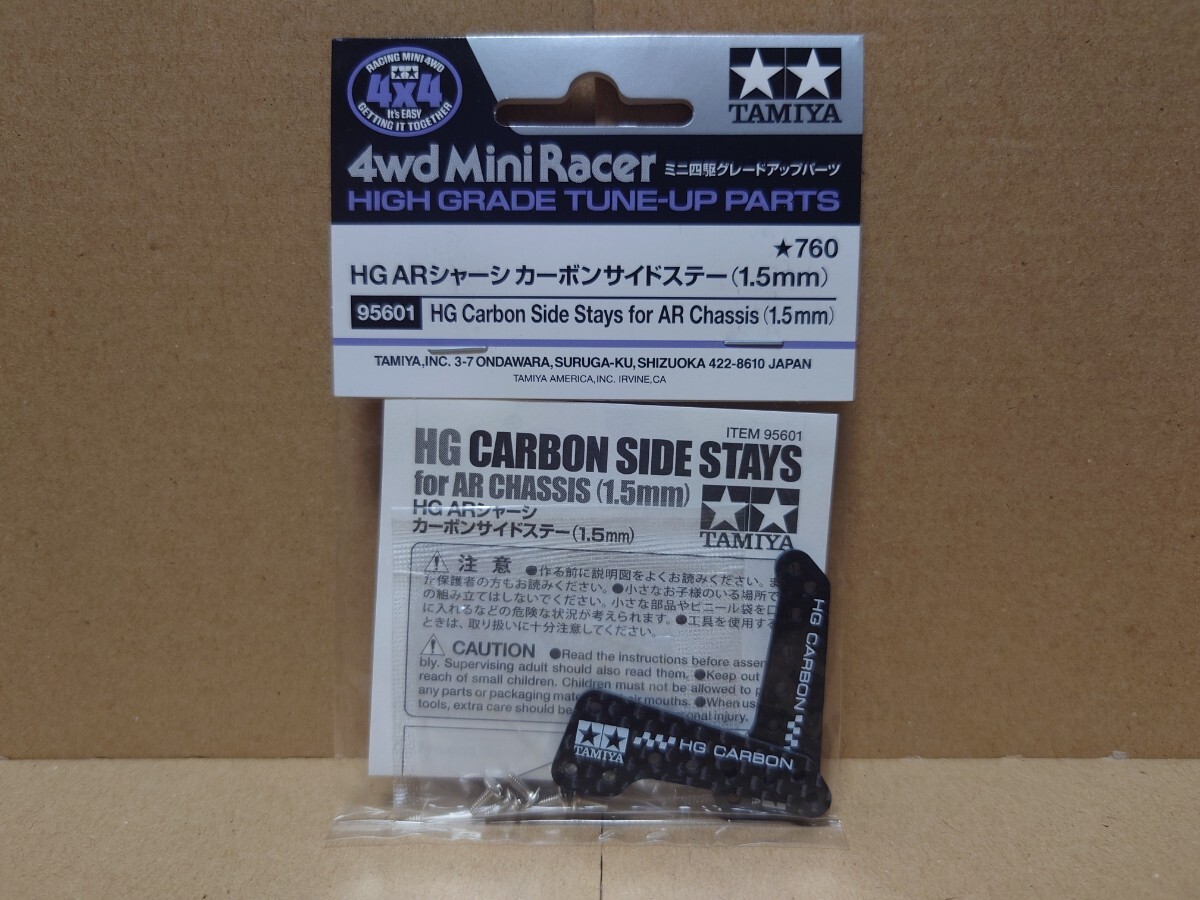 RACING MINI 4WD
4x4
It's EASY
GETTING IT TOGETHER
TAMIYA
4wd Mini Racer ミニ四駆グレードアップパーツ
HIGH GRADE TUNE-UP PARTS
★760
HG ARシャーシ カーボンサイドステー(1.5mm)
95601 HG Carbon Side Stays for AR Chassis (1.5mm)
TAMIYA,INC. 3-7 ONDAWARA, SURUGA-KU, SHIZUOKA 422-8610 JAPAN
TAMIYA AMERICA,INC. IRVINE,CA
ITEM 95601
HG CARBON SIDE STAYS
for AR CHASSIS (1.5mm)
HG ARシャーシ
カーボンサイドステー(1.5mm)
TAMIYA
注意 ●作る前に説明図をよくお読みください。ま
た保護者の方もお読みください。●小さなお子様のいる場所で
の組み立てはしないでください。小さな部品やビニール袋を口
に入れるなどの危険な状況が考えられます。●工具を使用する
ときは、取り扱いに十分注意してください。
CAUTION ●Read the instructions before assem
bly. Supervising adult should also read them. ●Keep out
reach of small children. Children must not be allowed to p
any parts or packaging mate eir mouths. ●When us
tools, extra care should be onal injury.
HG CARBON
TAMIYA
HG CARBON